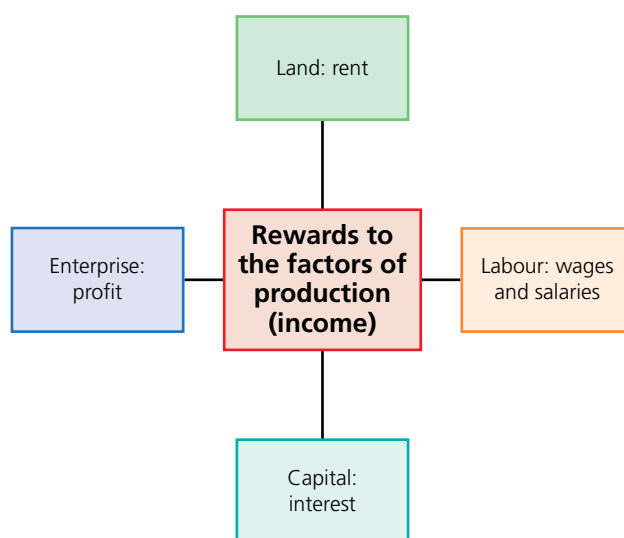 Land: rent
Enterprise:
profit
Rewards to
the factors of
production
(income)
Labour: wages
and salaries
Capital:
interest